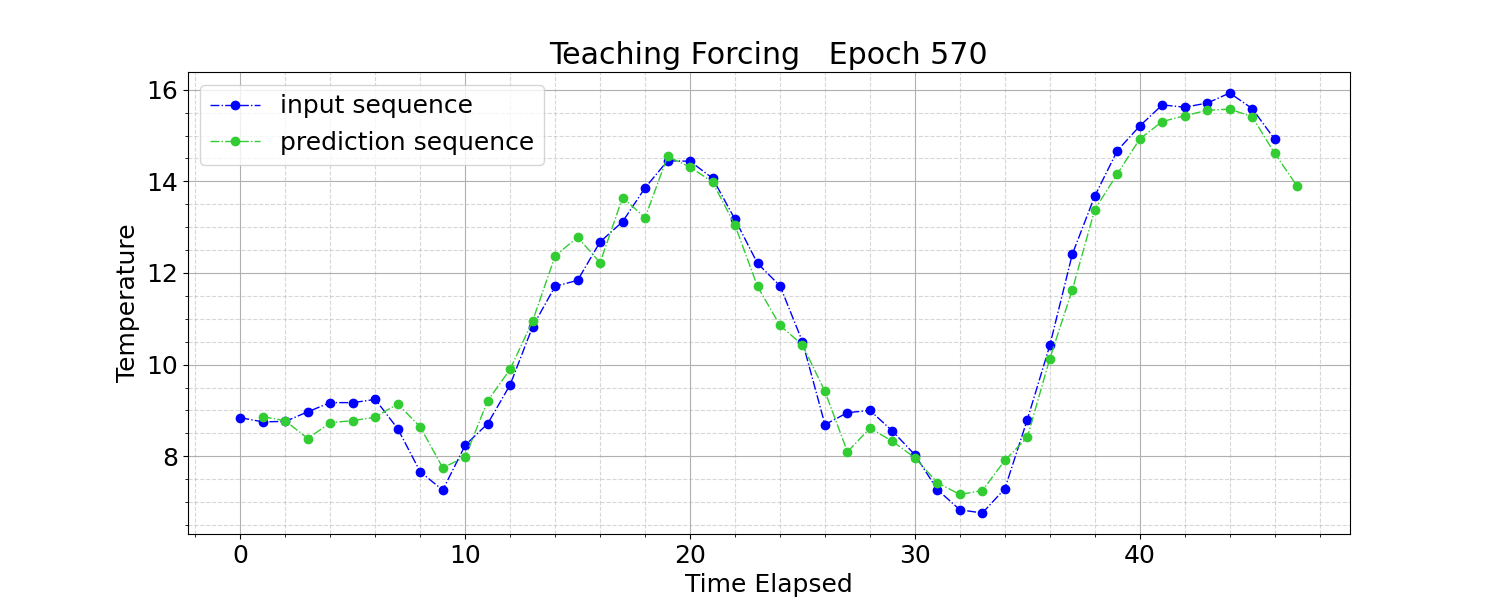 Teaching Forcing   Epoch 570
input sequence
prediction sequence
16
14
12
10
8
Temperature
0 10 20 30 40
Time Elapsed